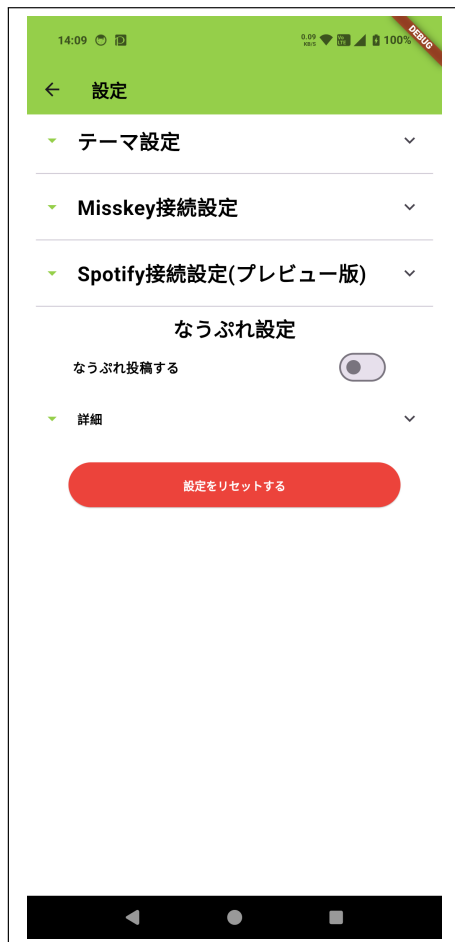 14:09
0.09
KB/S
100%
DEBUG
設定
テーマ設定
Misskey接続設定
Spotify接続設定(プレビュー版)
なうぷれ設定
なうぷれ投稿する
詳細
設定をリセットする